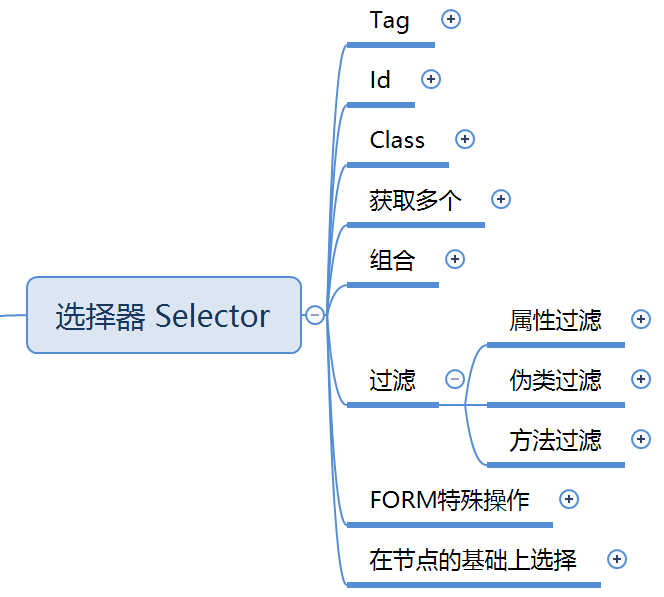 Tag
Id
Class
获取多个
组合
选择器 Selector
属性过滤
过滤
伪类过滤
方法过滤
FORM特殊操作
在节点的基础上选择